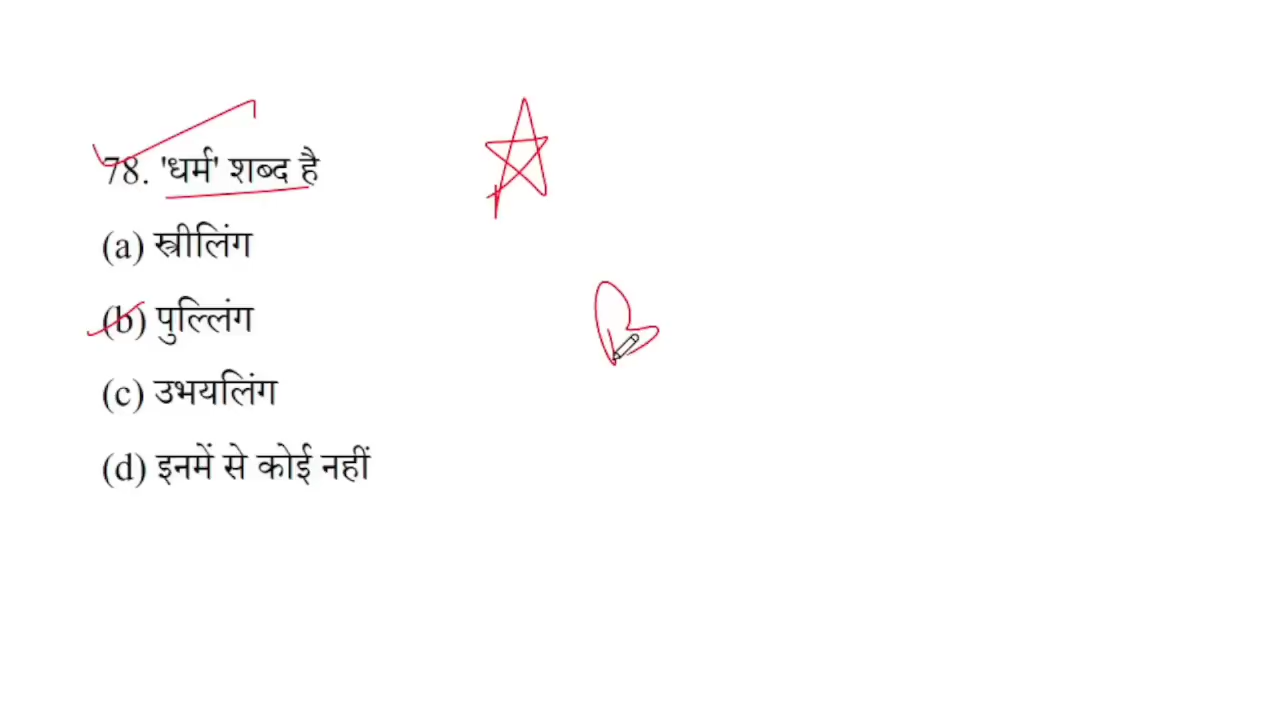 78. 'धर्म' शब्द है
(a) स्त्रीलिंग
(b) पुल्लिंग
(c) उभयलिंग
(d) इनमें से कोई नहीं